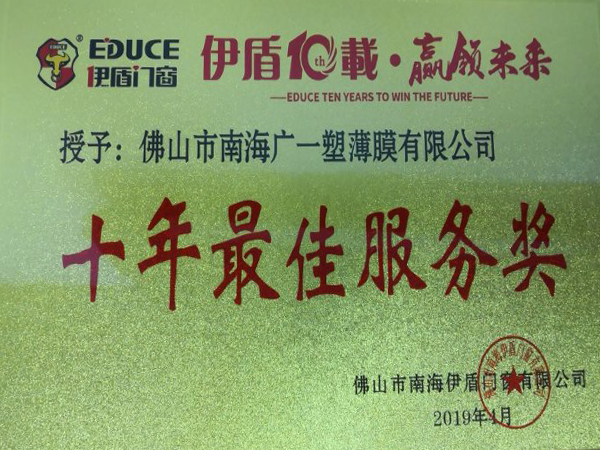 EDUCE
伊盾门窗
伊盾10th載·赢领未来
EDUCE TEN YEARS TO WIN THE FUTURE
授予：佛山市南海广一塑薄膜有限公司
十年最佳服务奖
佛山市南海伊盾门窗有限公司
2019年4月